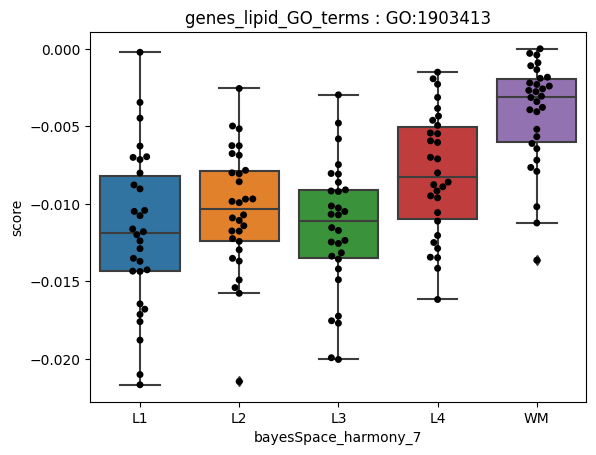 genes_lipid_GO_terms : GO:1903413
0.000
−0.005
−0.010
−0.015
−0.020
score
L1 L2 L3 L4 WM
bayesSpace_harmony_7